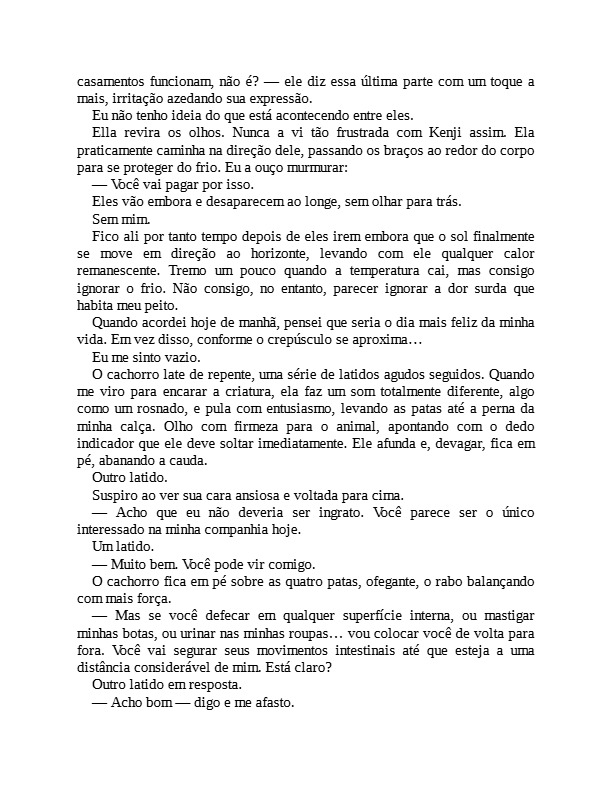 casamentos funcionam, não é? — ele diz essa última parte com um toque a
mais, irritação azedando sua expressão.
Eu não tenho ideia do que está acontecendo entre eles.
Ella revira os olhos. Nunca a vi tão frustrada com Kenji assim. Ela
praticamente caminha na direção dele, passando os braços ao redor do corpo
para se proteger do frio. Eu a ouço murmurar:
— Você vai pagar por isso.
Eles vão embora e desaparecem ao longe, sem olhar para trás.
Sem mim.
Fico ali por tanto tempo depois de eles irem embora que o sol finalmente
se move em direção ao horizonte, levando com ele qualquer calor
remanescente. Tremo um pouco quando a temperatura cai, mas consigo
ignorar o frio. Não consigo, no entanto, parecer ignorar a dor surda que
habita meu peito.
Quando acordei hoje de manhã, pensei que seria o dia mais feliz da minha
vida. Em vez disso, conforme o crepúsculo se aproxima…
Eu me sinto vazio.
O cachorro late de repente, uma série de latidos agudos seguidos. Quando
me viro para encarar a criatura, ela faz um som totalmente diferente, algo
como um rosnado, e pula com entusiasmo, levando as patas até a perna da
minha calça. Olho com firmeza para o animal, apontando com o dedo
indicador que ele deve soltar imediatamente. Ele afunda e, devagar, fica em
pé, abanando a cauda.
Outro latido.
Suspiro ao ver sua cara ansiosa e voltada para cima.
— Acho que eu não deveria ser ingrato. Você parece ser o único
interessado na minha companhia hoje.
Um latido.
— Muito bem. Você pode vir comigo.
O cachorro fica em pé sobre as quatro patas, ofegante, o rabo balançando
com mais força.
— Mas se você defecar em qualquer superfície interna, ou mastigar
minhas botas, ou urinar nas minhas roupas… vou colocar você de volta para
fora. Você vai segurar seus movimentos intestinais até que esteja a uma
distância considerável de mim. Está claro?
Outro latido em resposta.
— Acho bom — digo e me afasto.